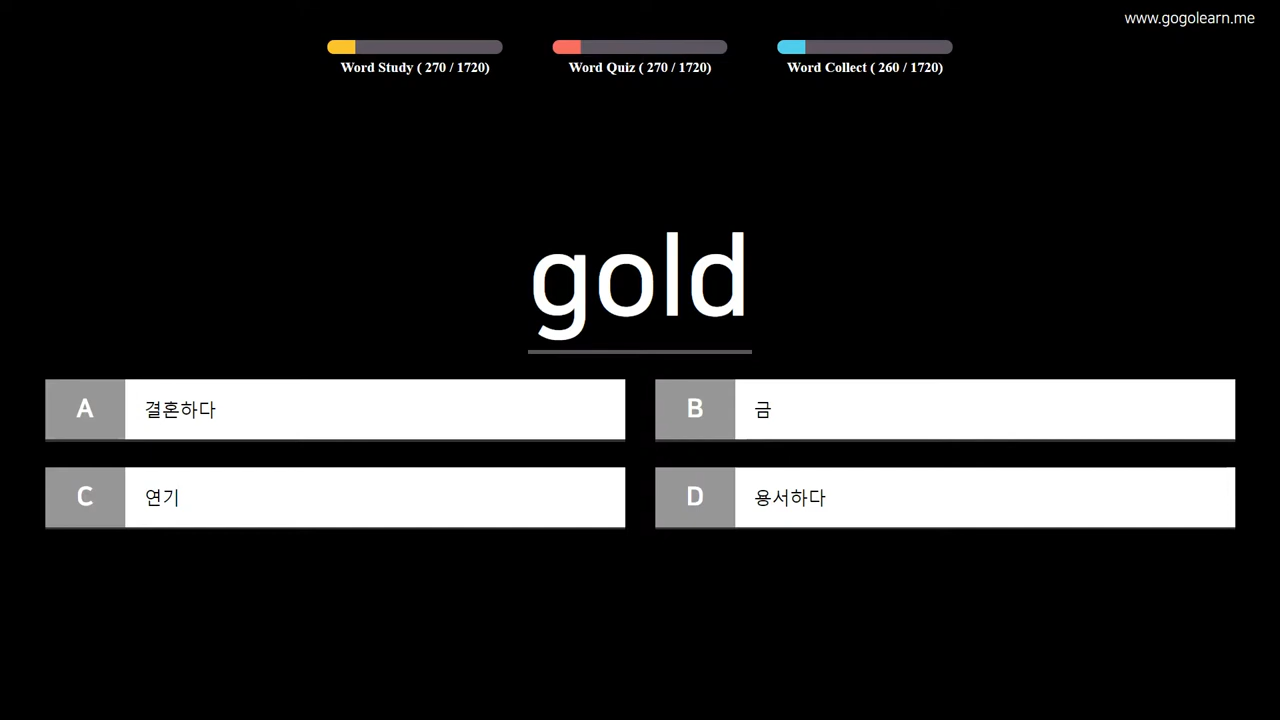 www.gogolearn.me
Word Study ( 270 / 1720)
Word Quiz ( 270 / 1720)
Word Collect ( 260 / 1720)
gold
A 결혼하다
B 금
C 연기
D 용서하다